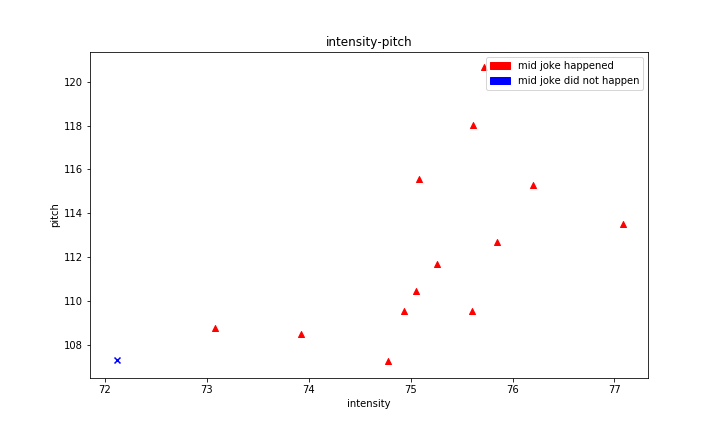 intensity-pitch
mid joke happened
mid joke did not happen
120
118
116
114
112
110
108
pitch
72
73
74
75
76
77
intensity